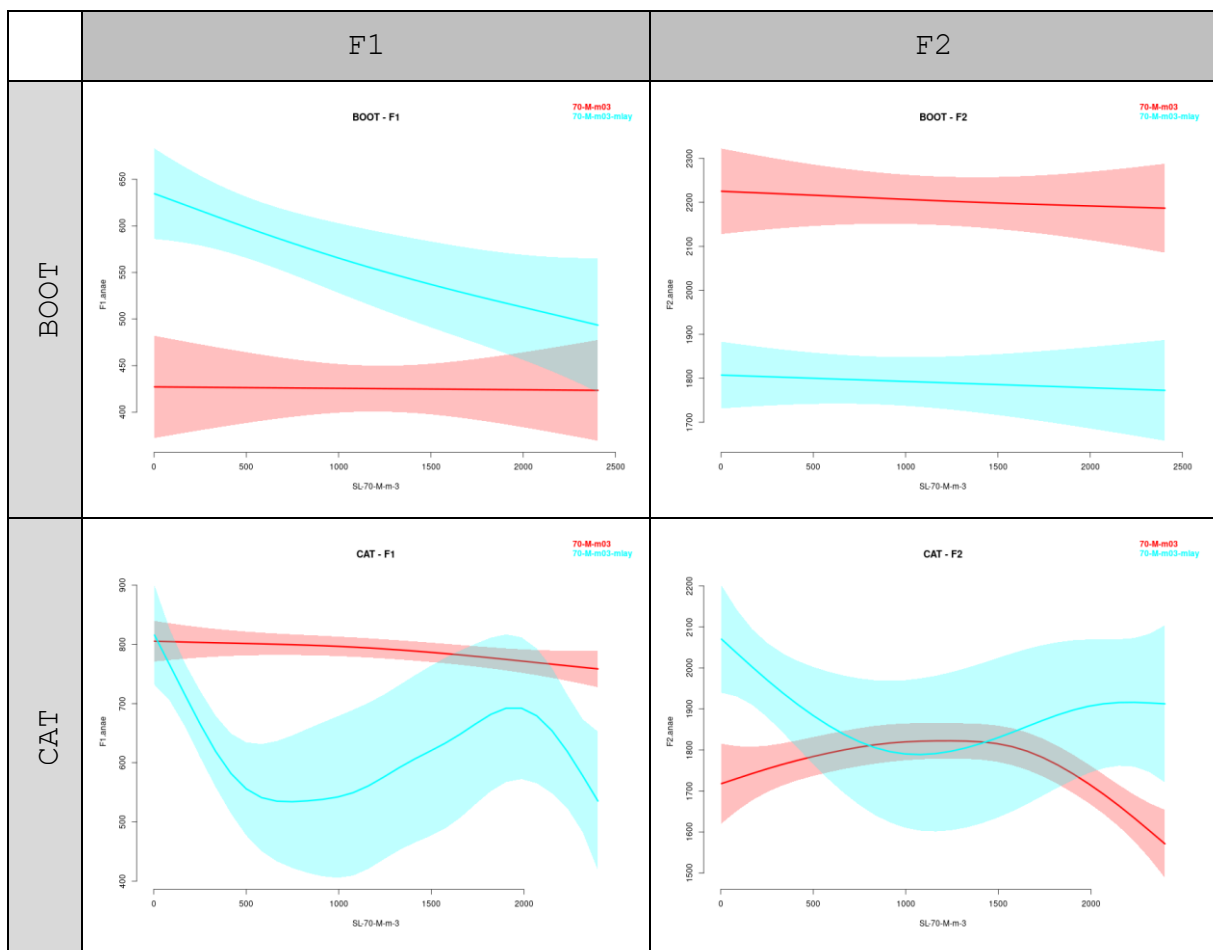 F1
F2
BOOT
BOOT - F1
70-M-m03
70-M-m03-mlay
F1.anae
650
600
550
500
450
400
0 500 1000 1500 2000 2500
SL-70-M-m-3
BOOT - F2
70-M-m03
70-M-m03-mlay
F2.anae
2300
2200
2100
2000
1900
1800
1700
0 500 1000 1500 2000 2500
SL-70-M-m-3
CAT
CAT - F1
70-M-m03
70-M-m03-mlay
F1.anae
900
800
700
600
500
400
0 500 1000 1500 2000
SL-70-M-m-3
CAT - F2
70-M-m03
70-M-m03-mlay
F2.anae
2200
2100
2000
1900
1800
1700
1600
1500
0 500 1000 1500 2000
SL-70-M-m-3